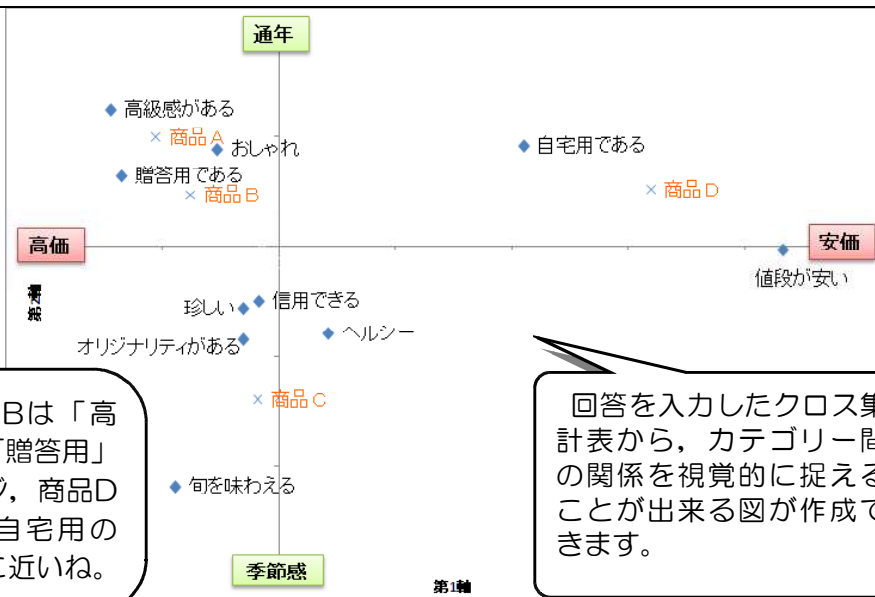 通年
高級感がある
商品A
おしゃれ
自宅用である
贈答用である
商品B
商品D
高価
安価
値段が安い
第2軸
珍しい
信用できる
オリジナリティがある
ヘルシー
商品C
旬を味わえる
季節感
第1軸
Bは「高
「贈答用」
商品D
自宅用の
に近いね。
回答を入力したクロス集
計表から，カテゴリー間
の関係を視覚的に捉える
ことが出来る図が作成で
きます。